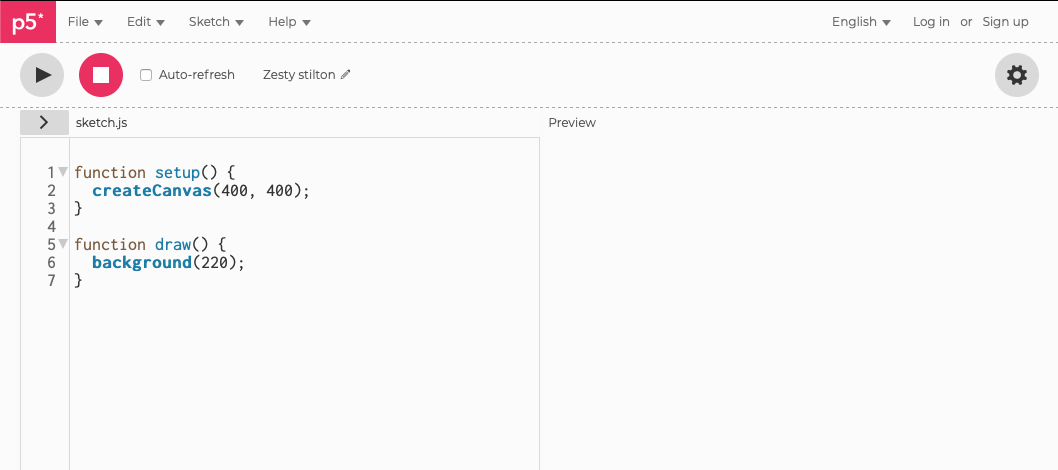 p5* File Edit Sketch Help English Log in or Sign up
Auto-refresh Zesty stilton
sketch.js Preview
1 function setup() {
2   createCanvas(400, 400);
3 }
4
5 function draw() {
6   background(220);
7 }